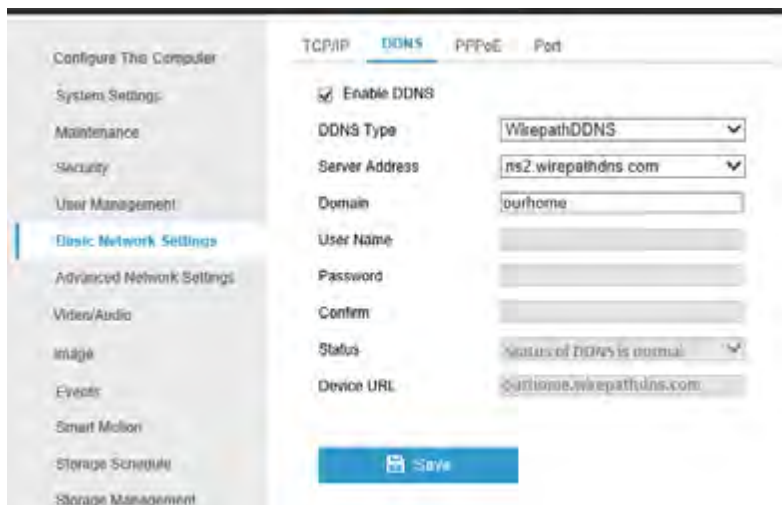 TCP/IP DDNS PPPoE Port
Configure This Computer
System Settings
Maintenance
Security
User Management
Basic Network Settings
Advanced Network Settings
Video/Audio
Image
Events
Smart Motion
Storage Schedule
Storage Management
Enable DDNS
DDNS Type WirepathDDNS
Server Address ns2.wirepathdns.com
Domain ourhome
User Name
Password
Confirm
Status Status of DDNS is normal
Device URL ourhome.wirepathdns.com
Save